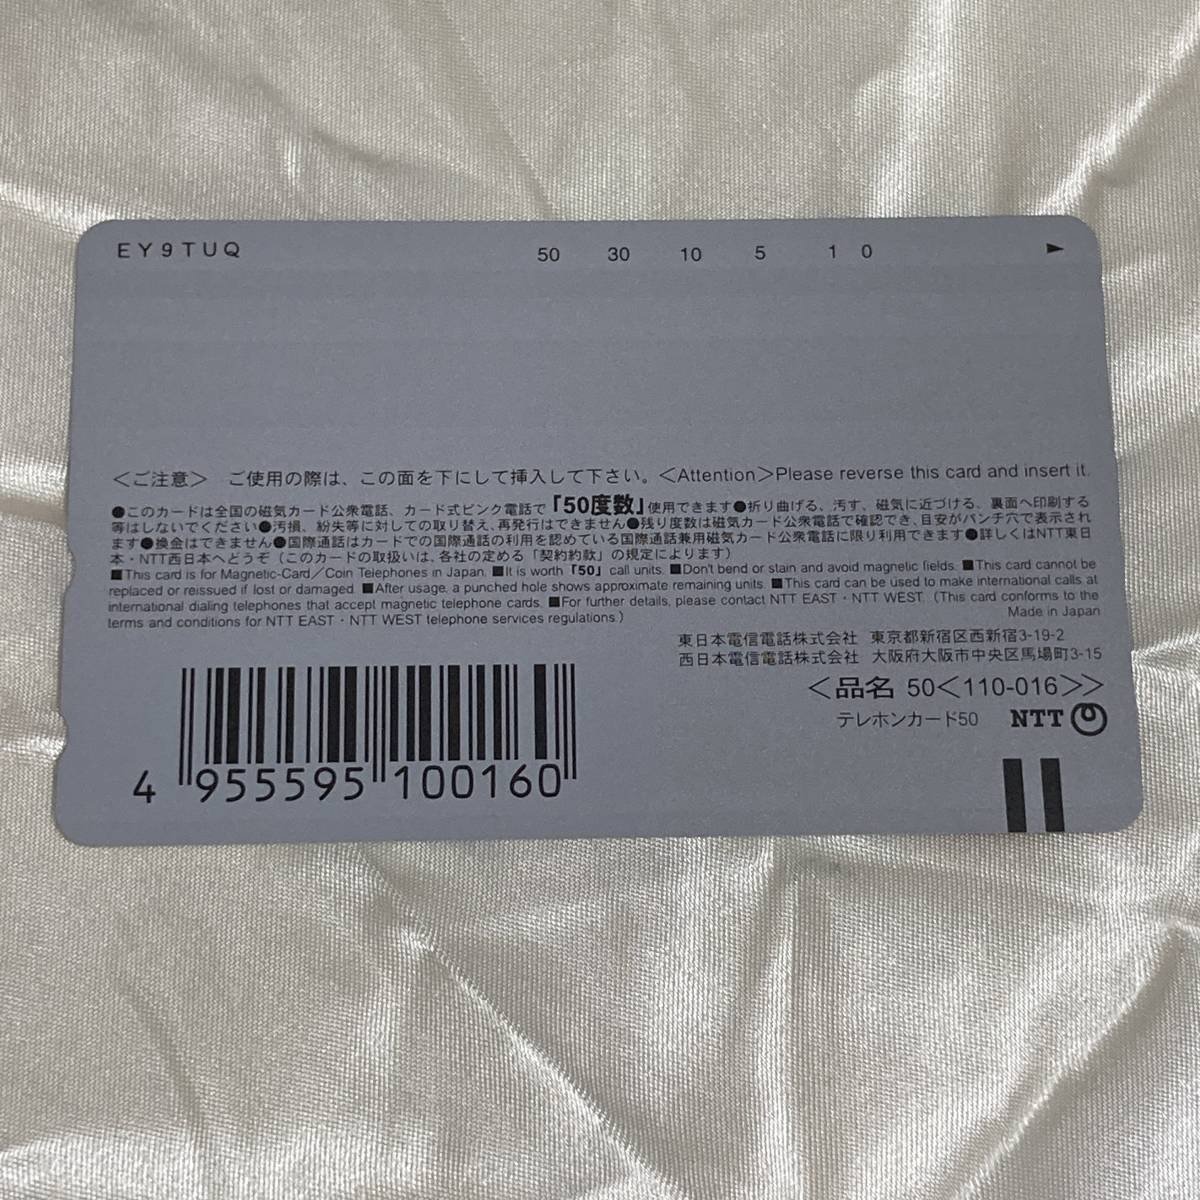 EY9TUQ 50 30 10 5 1 0 ►
＜ご注意＞ ご使用の際は、この面を下にして挿入して下さい。＜Attention＞Please reverse this card and insert it.
●このカードは全国の磁気カード公衆電話、カード式ピンク電話で「50度数」使用できます●折り曲げる、汚す、磁気に近づける、裏面へ印刷する
等はしないでください●汚損、紛失等に対しての取り替え、再発行はできません●残り度数は磁気カード公衆電話で確認でき、目安がパンチ穴で表示され
ます●換金はできません●国際通話はカードでの国際通話の利用を認めている国際通話兼用磁気カード公衆電話に限り利用できます●詳しくはNTT東日
本・NTT西日本へどうぞ（このカードの取扱いは、各社の定める「契約約款」の規定によります）
■This card is for Magnetic-Card／Coin Telephones in Japan. ■It is worth「50」call units. ■Don't bend or stain and avoid magnetic fields. ■This card cannot be
replaced or reissued if lost or damaged. ■After usage, a punched hole shows approximate remaining units. ■This card can be used to make international calls at
international dialing telephones that accept magnetic telephone cards. ■For further details, please contact NTT EAST・NTT WEST. (This card conforms to the
terms and conditions for NTT EAST・NTT WEST telephone services regulations.) Made in Japan
東日本電信電話株式会社 東京都新宿区西新宿3-19-2
西日本電信電話株式会社 大阪府大阪市中央区馬場町3-15
＜品名 50＜110-016＞＞
テレホンカード50 NTT
4 955595 100160